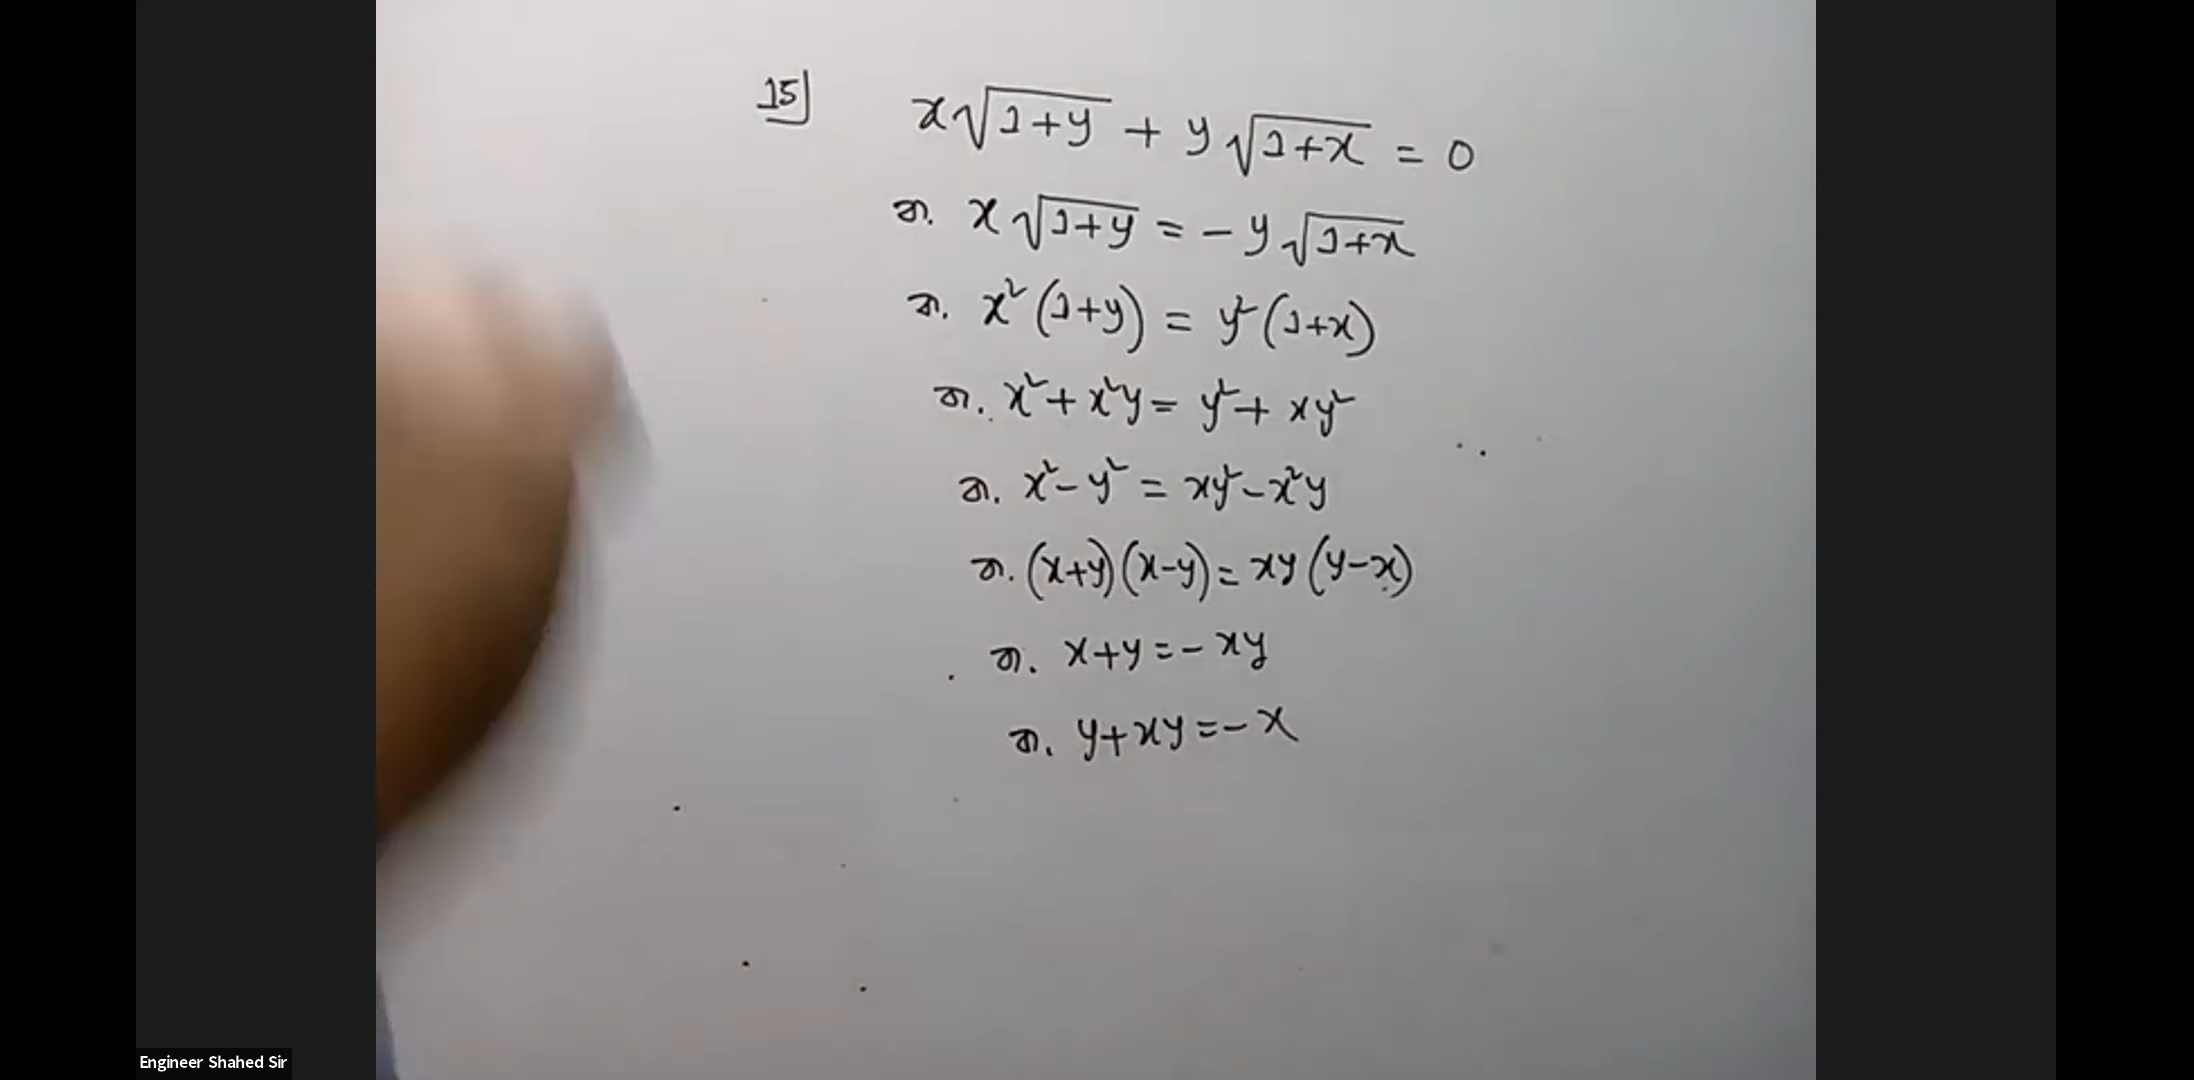 15] x√1+y + y√1+x = 0
বা. x√1+y = -y√1+x
বা. x²(1+y) = y²(1+x)
বা. x²+x²y = y²+xy²
বা. x²-y² = xy²-x²y
বা. (x+y)(x-y) = xy(y-x)
বা. x+y = -xy
বা. y+xy = -x
Engineer Shahed Sir